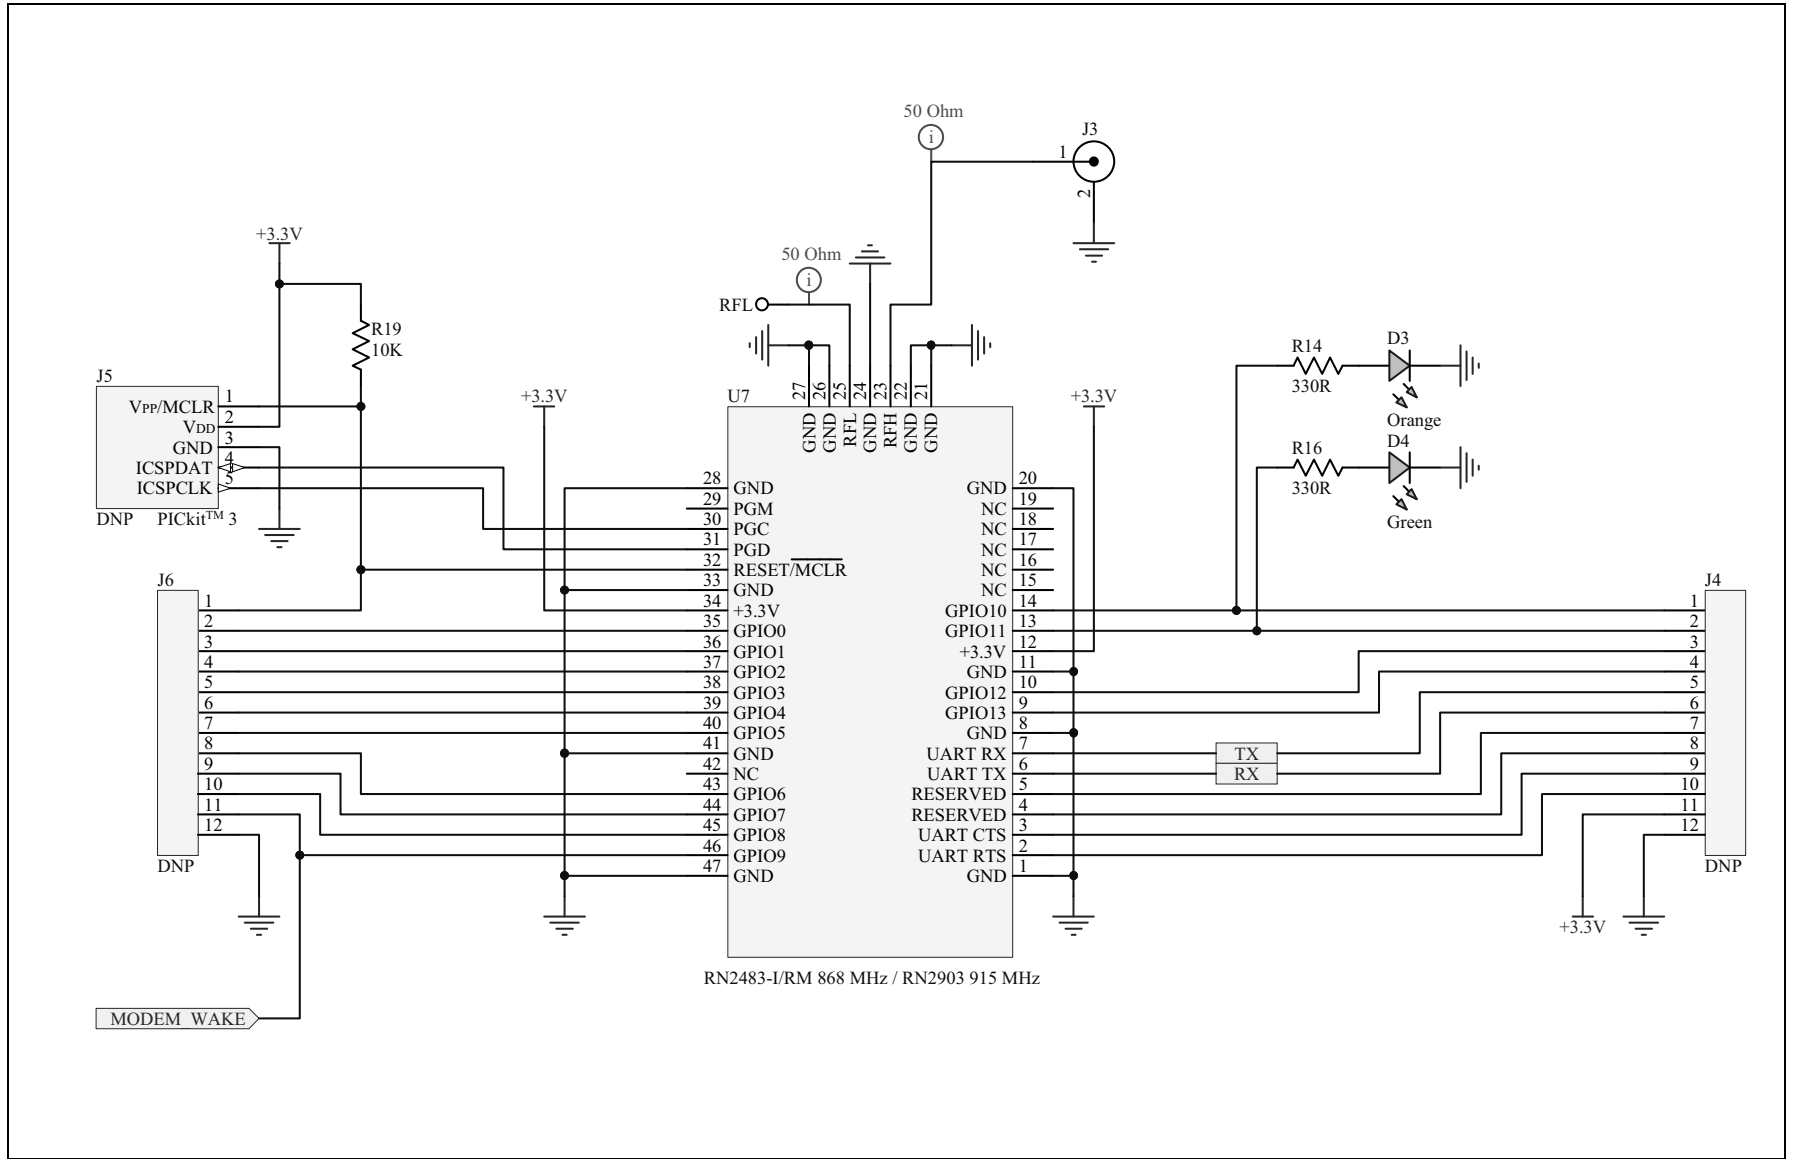 50 Ohm
J3
1
2
+3.3V
50 Ohm
RFL
R19
10K
J5
VPP/MCLR 1
VDD 2
GND 3
ICSPDAT 4
ICSPCLK 5
DNP PICkit™ 3
+3.3V
U7
27 26 25 24 23 22 21
GND GND RFL GND RFH GND GND
+3.3V
R14
330R
D3
Orange
R16
330R
D4
Green
28 GND
29 PGM
30 PGC
31 PGD
32 RESET/MCLR
33 GND
34 +3.3V
35 GPIO0
36 GPIO1
37 GPIO2
38 GPIO3
39 GPIO4
40 GPIO5
41 GND
42 NC
43 GPIO6
44 GPIO7
45 GPIO8
46 GPIO9
47 GND
GND 20
NC 19
NC 18
NC 17
NC 16
NC 15
GPIO10 14
GPIO11 13
+3.3V 12
GND 11
GPIO12 10
GPIO13 9
GND 8
UART RX 7
UART TX 6
RESERVED 5
RESERVED 4
UART CTS 3
UART RTS 2
GND 1
TX
RX
J6
1
2
3
4
5
6
7
8
9
10
11
12
DNP
J4
1
2
3
4
5
6
7
8
9
10
11
12
DNP
+3.3V
RN2483-I/RM 868 MHz / RN2903 915 MHz
MODEM_WAKE